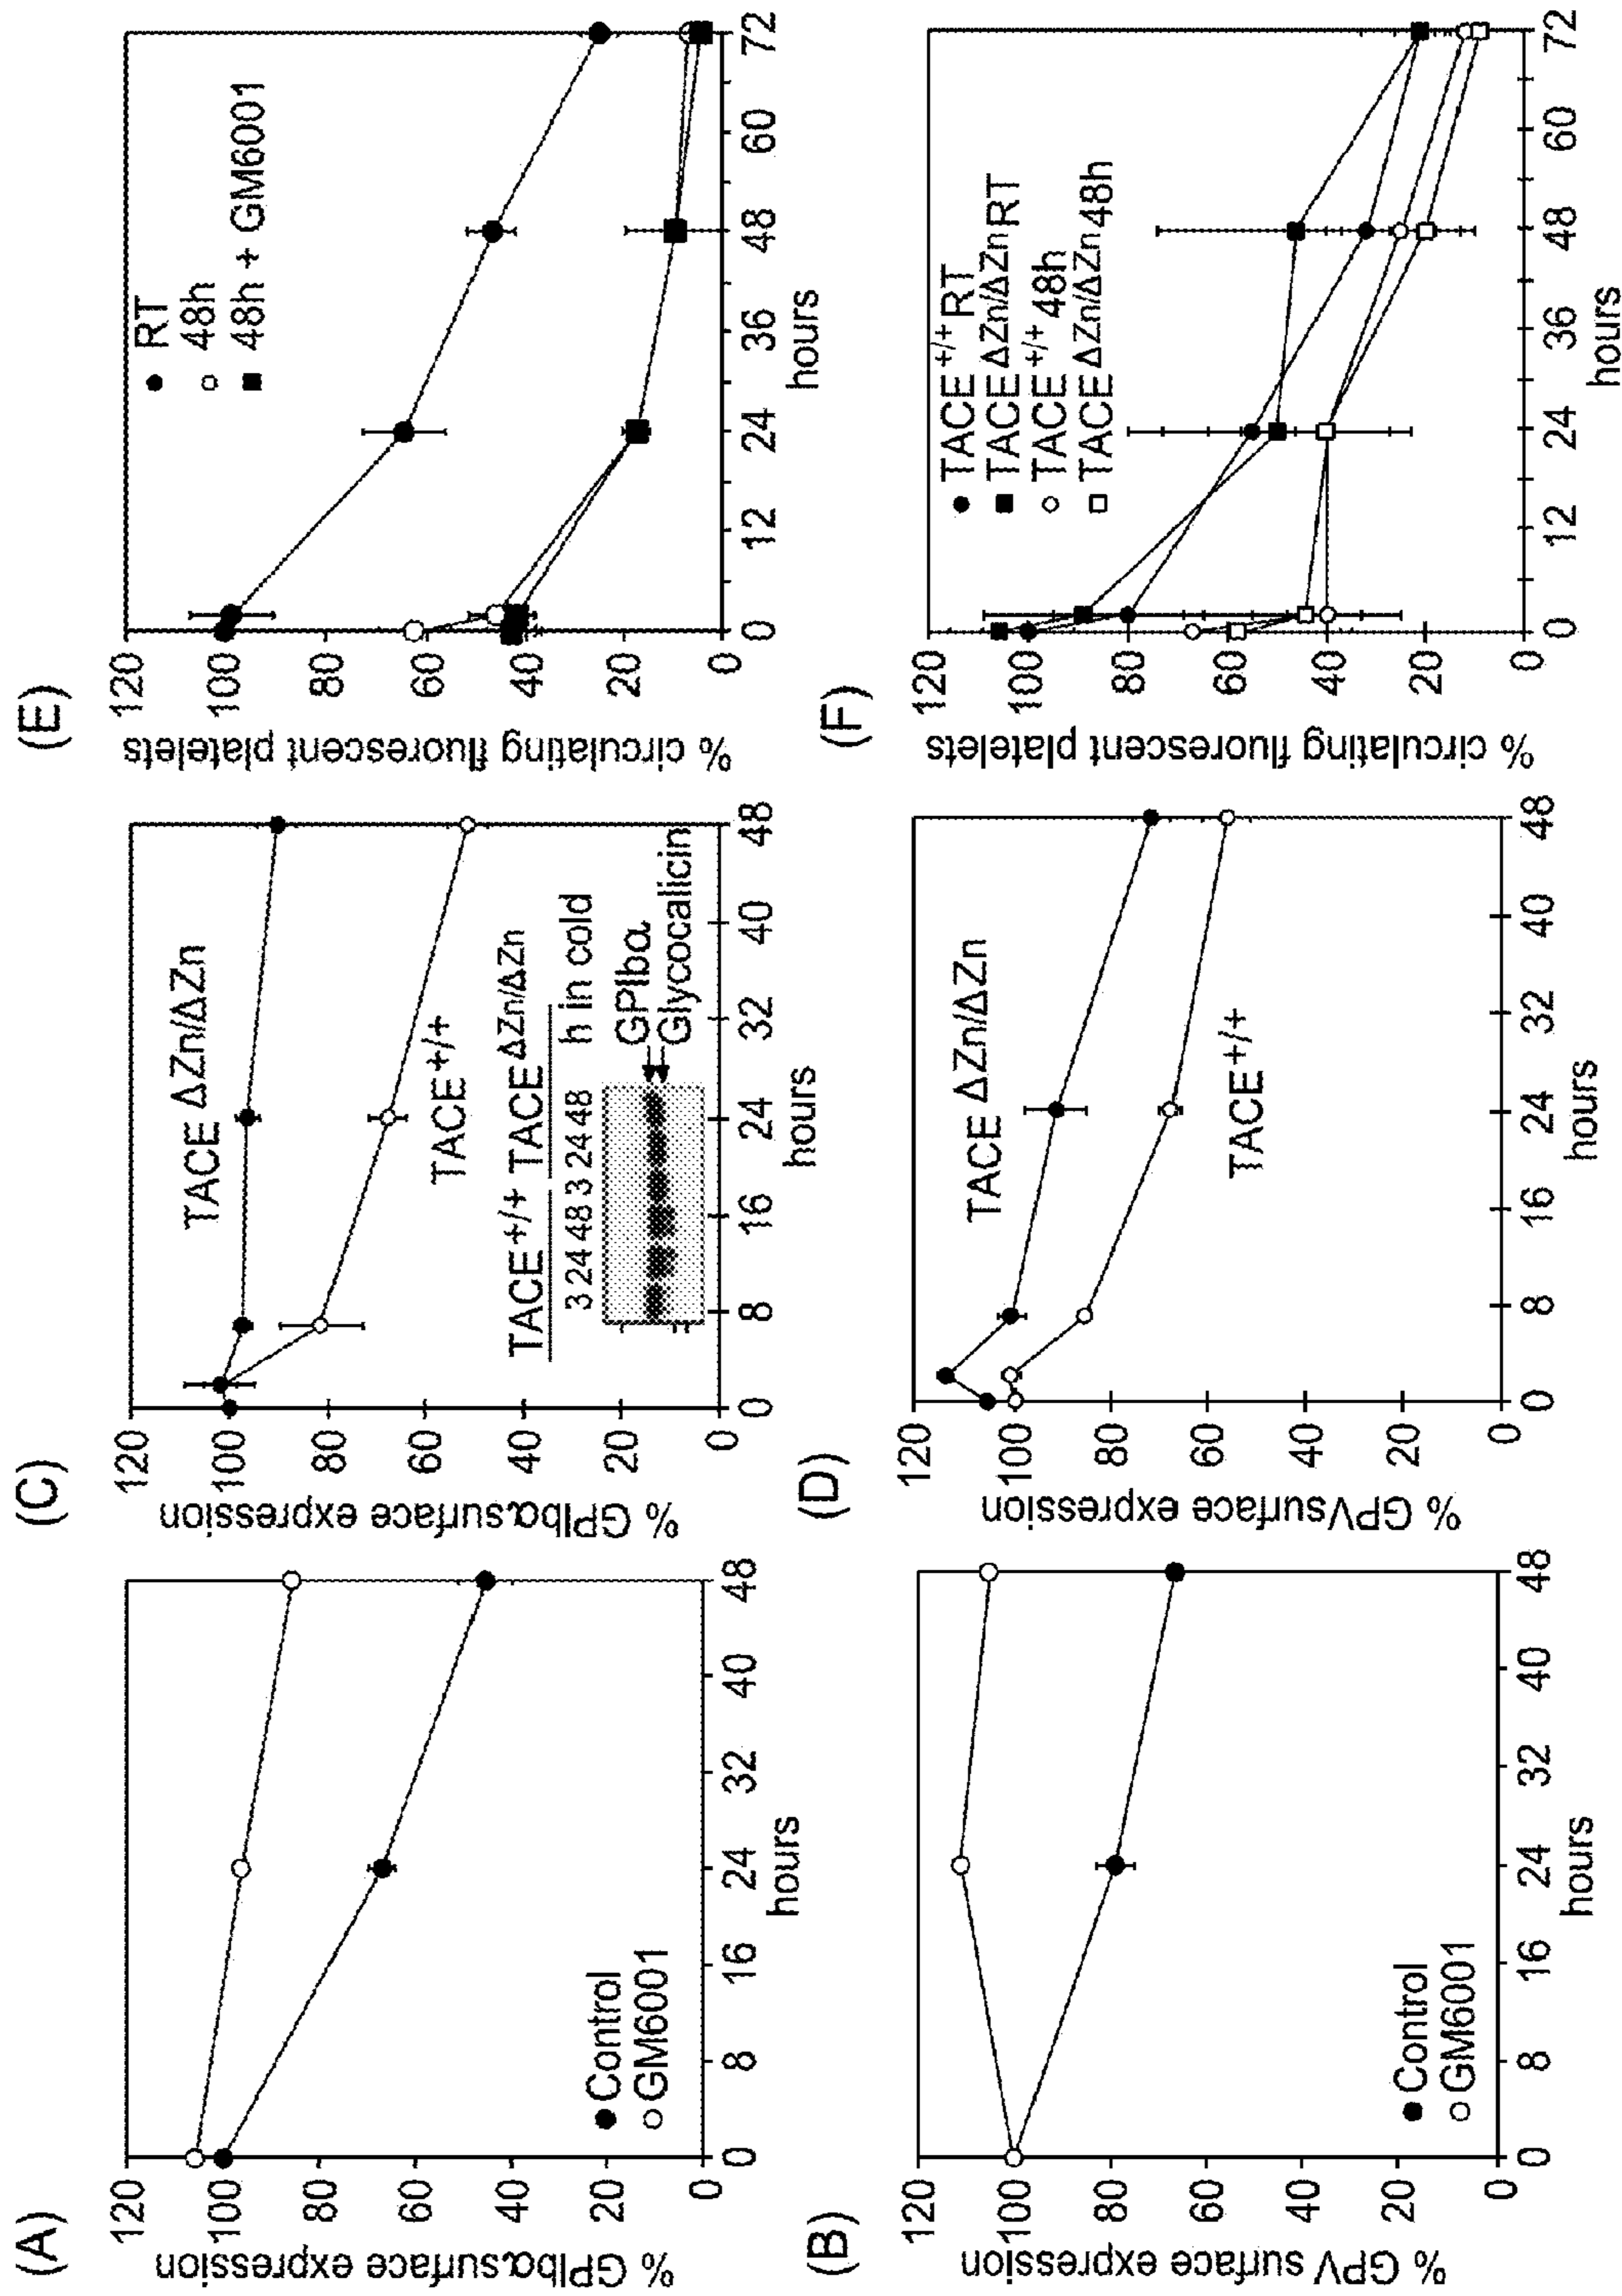 (A)
% GPIbα surface expression
120
100
80
60
40
20
0
● Control
○ GM6001
0 8 16 24 32 40 48
hours
(B)
% GPV surface expression
120
100
80
60
40
20
0
● Control
○ GM6001
0 8 16 24 32 40 48
hours
(C)
% GPIbα surface expression
120
100
80
60
40
20
0
TACE ΔZn/ΔZn
TACE+/+
TACE+/+ TACE ΔZn/ΔZn
3 24 48 3 24 48 h in cold
GPIbα
Glycocalicin
0 8 16 24 32 40 48
hours
(D)
% GPV surface expression
120
100
80
60
40
20
0
TACE ΔZn/ΔZn
TACE+/+
0 8 16 24 32 40 48
hours
(E)
% circulating fluorescent platelets
120
100
80
60
40
20
0
● RT
○ 48h
■ 48h + GM6001
0 12 24 36 48 60 72
hours
(F)
% circulating fluorescent platelets
120
100
80
60
40
20
0
● TACE+/+ RT
■ TACE ΔZn/ΔZn RT
○ TACE+/+ 48h
□ TACE ΔZn/ΔZn 48h
0 12 24 36 48 60 72
hours